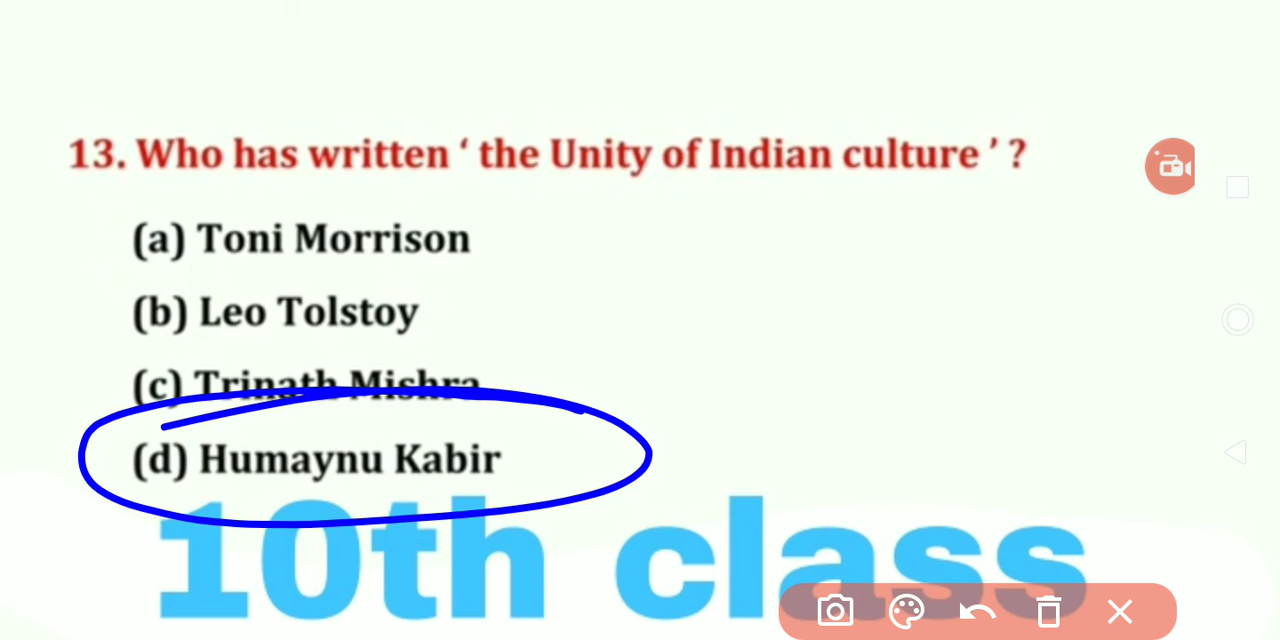 13. Who has written ‘ the Unity of Indian culture ’ ?
(a) Toni Morrison
(b) Leo Tolstoy
(c) Trinath Mishra
(d) Humaynu Kabir
10th class